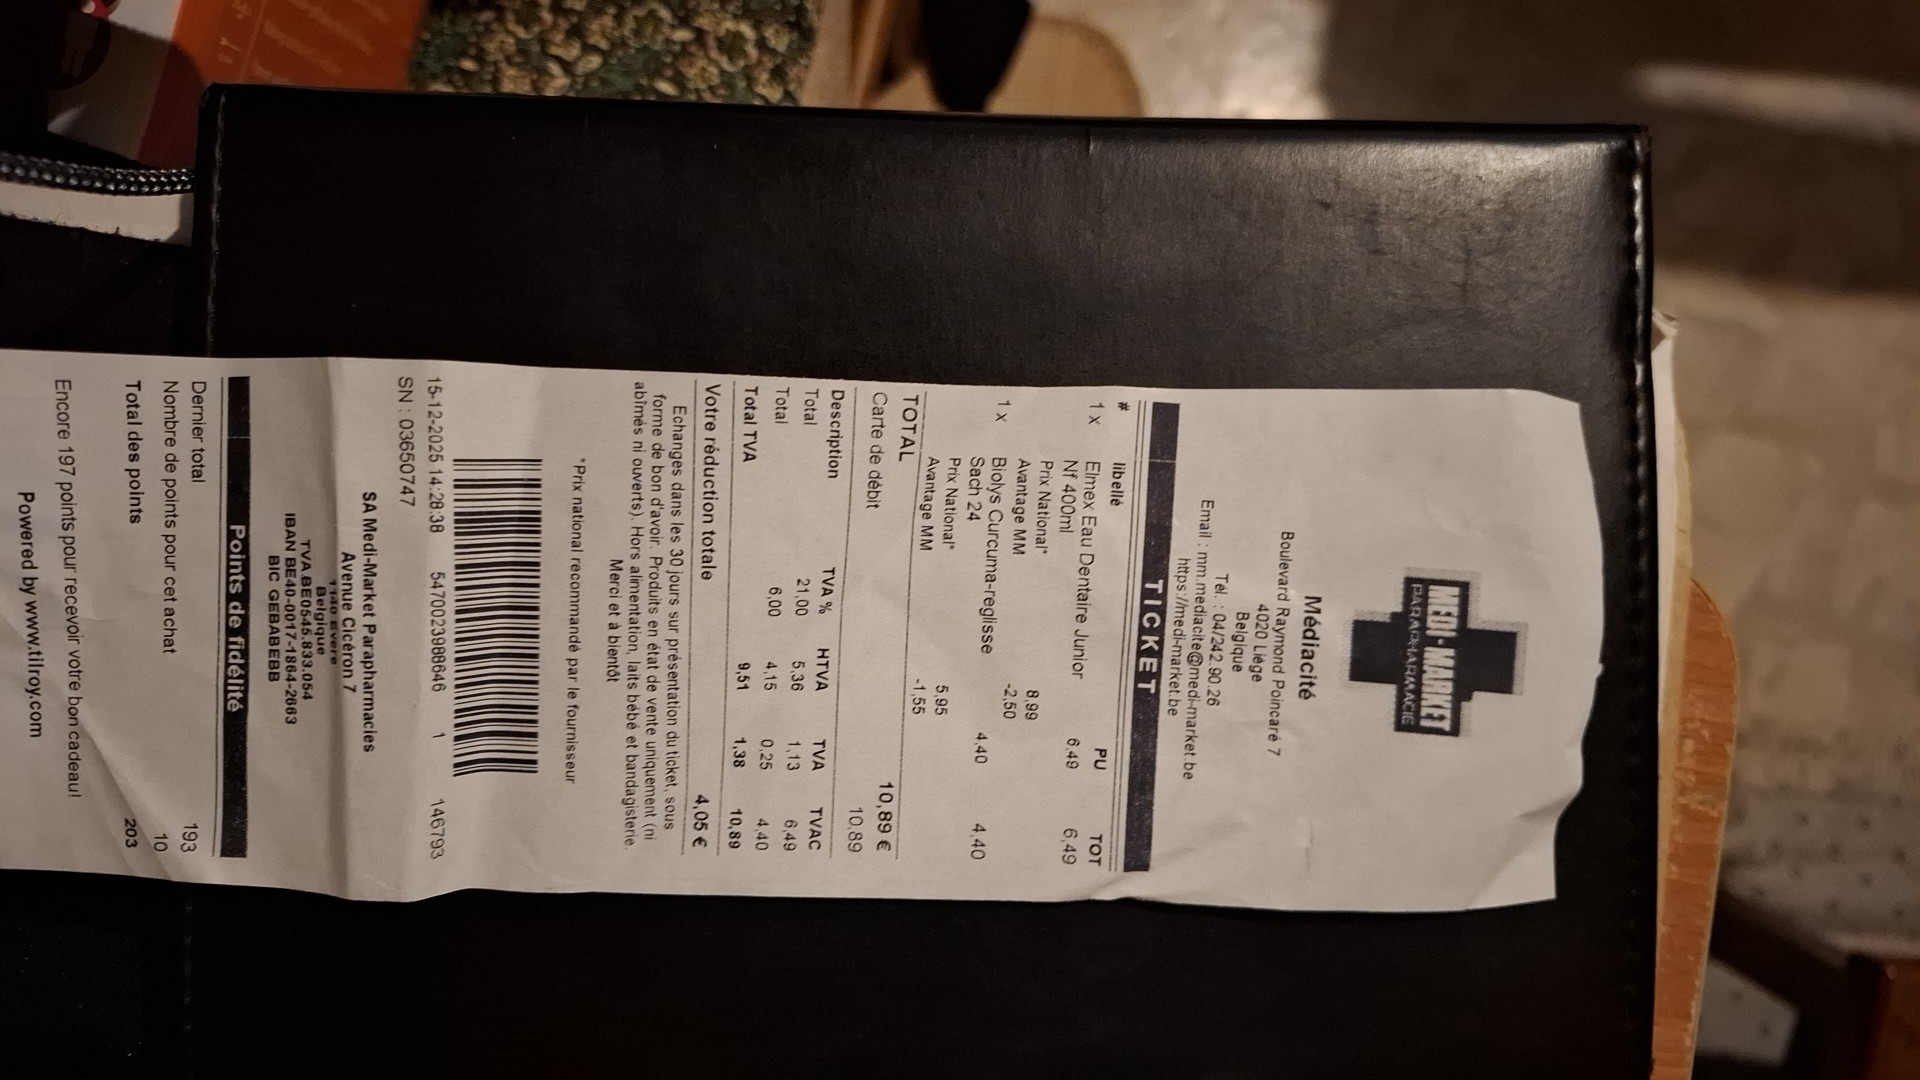 MEDI-MARKET
PARAPHARMACIE
Médiacité
Boulevard Raymond Poincaré 7
4020 Liège
Belgique
Tél. : 04/242.90.26
Email : mm.mediacite@medi-market.be
https://medi-market.be
TICKET
# libellé PU TOT
1 x Elmex Eau Dentaire Junior 6,49 6,49
Nf 400ml
Prix National* 8,99
Avantage MM -2,50
1 x Biolys Curcuma-reglisse 4,40 4,40
Sach 24
Prix National* 5,95
Avantage MM -1,55
TOTAL 10,89 €
Carte de débit 10,89
Description TVA % HTVA TVA TVAC
Total 21,00 5,36 1,13 6,49
Total 6,00 4,15 0,25 4,40
Total TVA 9,51 1,38 10,89
Votre réduction totale 4,05 €
Echanges dans les 30 jours sur présentation du ticket, sous
forme de bon d'avoir. Produits en état de vente uniquement (ni
abîmés ni ouverts). Hors alimentation, laits bébé et bandagisterie.
Merci et à bientôt
*Prix national recommandé par le fournisseur
15-12-2025 14:28:38 5470023988646 1 146793
SN : 03650747
SA Medi-Market Parapharmacies
Avenue Cicéron 7
1140 Evere
Belgique
TVA BE0545.833.054
IBAN BE40-0017-1864-2663
BIC GEBABEBB
Points de fidélité
Dernier total 193
Nombre de points pour cet achat 10
Total des points 203
Encore 197 points pour recevoir votre bon cadeau!
Powered by www.tilroy.com